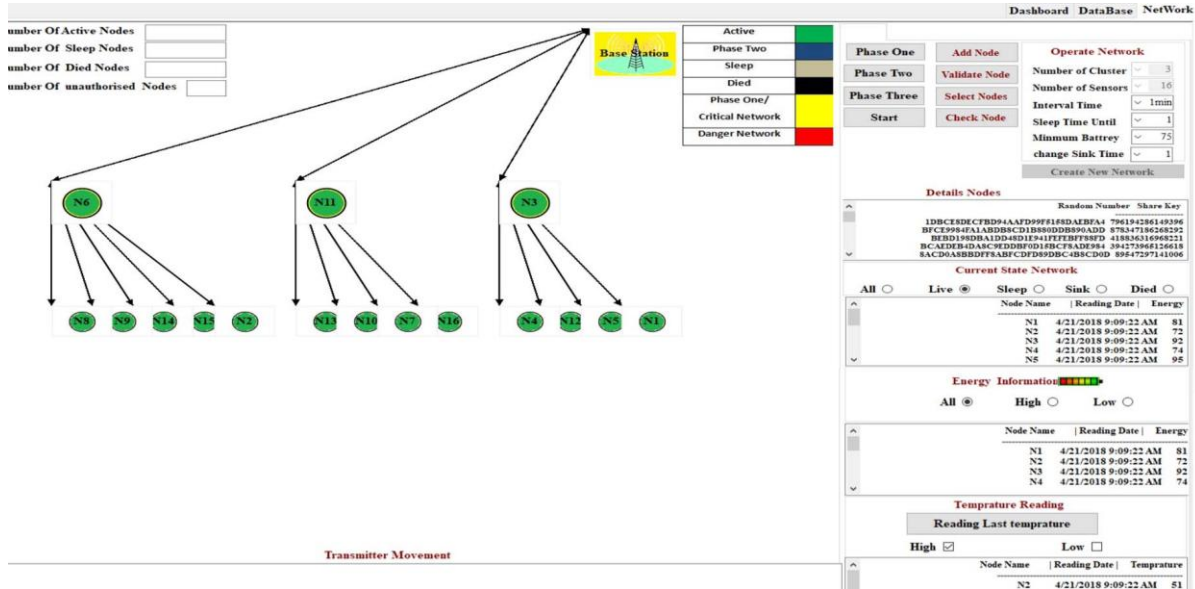 Dashboard DataBase NetWork
umber Of Active Nodes
umber Of Sleep Nodes
umber Of Died Nodes
umber Of unauthorised Nodes
Base Station
Active
Phase Two
Sleep
Died
Phase One/
Critical Network
Danger Network
N6
N11
N3
N8 N9 N14 N15 N2
N13 N10 N7 N16
N4 N12 N5 N1
Transmitter Movement
Phase One
Phase Two
Phase Three
Start
Add Node
Validate Node
Select Nodes
Check Node
Operate Network
Number of Cluster 3
Number of Sensors 16
Interval Time 1min
Sleep Time Until 1
Minmum Battrey 75
change Sink Time 1
Create New Network
Details Nodes
Random Number Share Key
1DBCE8DECFBD94AAFD99F5158DAEBFA4 796194286149396
BFCE9984FA1ABDB8CD1B880DDB890ADD 878347186268292
BEBD198DBA1DD48D1E941FEFEBFF88FD 418836316968221
BCAEDEB4DA8C9EDDBF0D15BCF8ADE984 394273965126618
8ACD0A8BBDFF8ABFCDFD89DBC4B8CD0D 89547297141006
Current State Network
All Live Sleep Sink Died
Node Name | Reading Date | Energy
N1 4/21/2018 9:09:22 AM 81
N2 4/21/2018 9:09:22 AM 72
N3 4/21/2018 9:09:22 AM 92
N4 4/21/2018 9:09:22 AM 74
N5 4/21/2018 9:09:22 AM 95
Energy Information
All High Low
Node Name | Reading Date | Energy
N1 4/21/2018 9:09:22 AM 81
N2 4/21/2018 9:09:22 AM 72
N3 4/21/2018 9:09:22 AM 92
N4 4/21/2018 9:09:22 AM 74
Temprature Reading
Reading Last temprature
High Low
Node Name | Reading Date | Temprature
N2 4/21/2018 9:09:22 AM 51